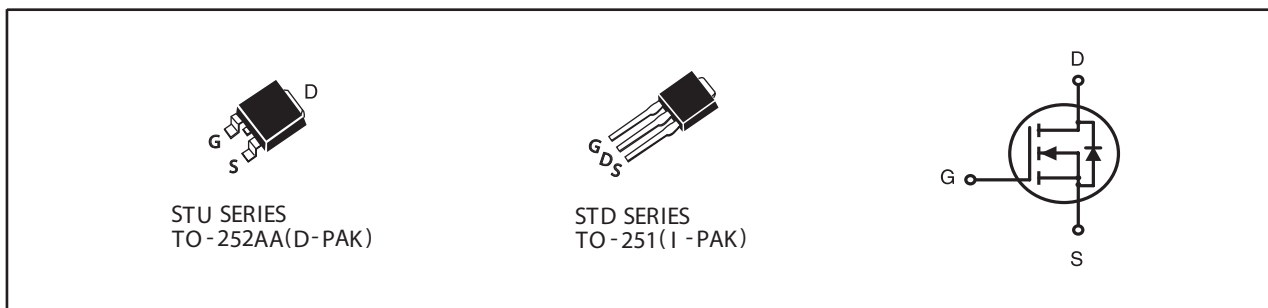 D
G
S
STU SERIES
TO-252AA(D-PAK)
G D S
STD SERIES
TO-251(I-PAK)
D
G
S